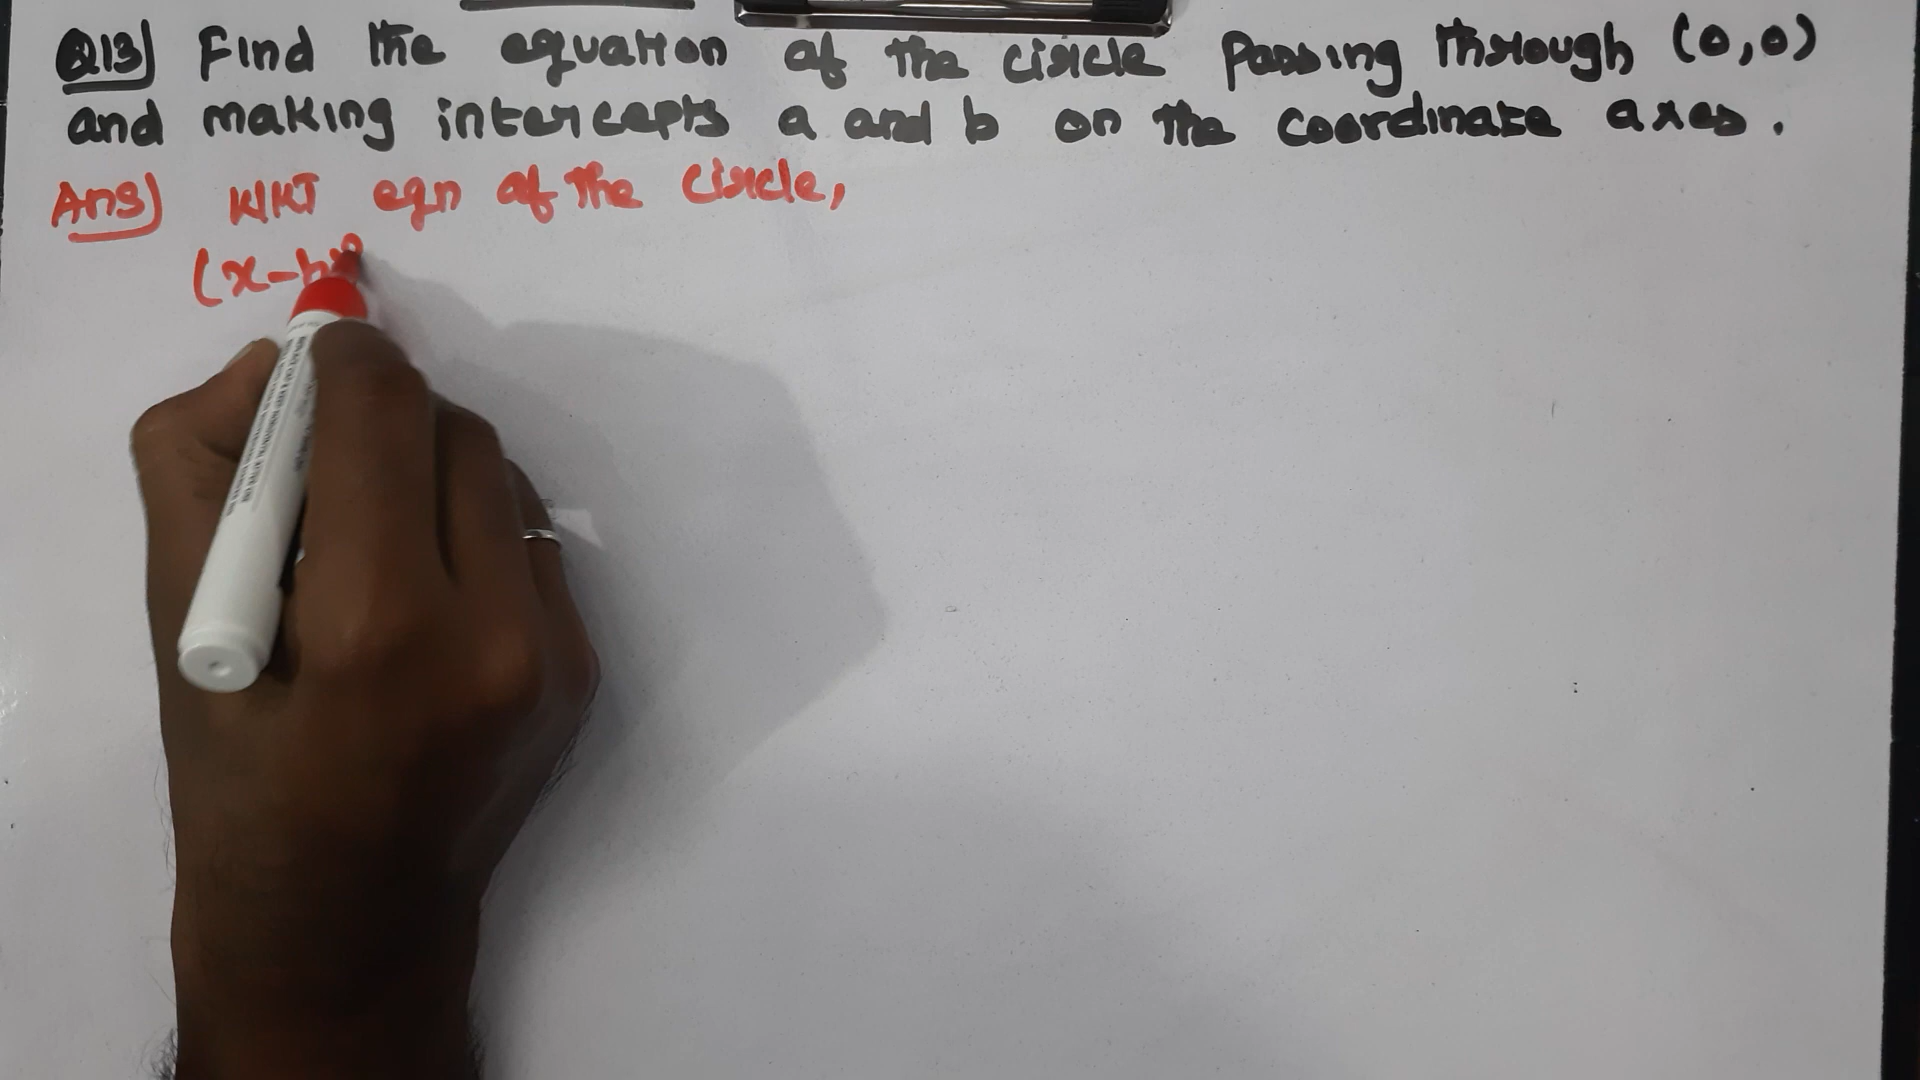 Q13) Find the equation of the circle passing through (0,0)
and making intercepts a and b on the coordinate axes.
Ans) WKT eqn of the circle,
(x-h)²